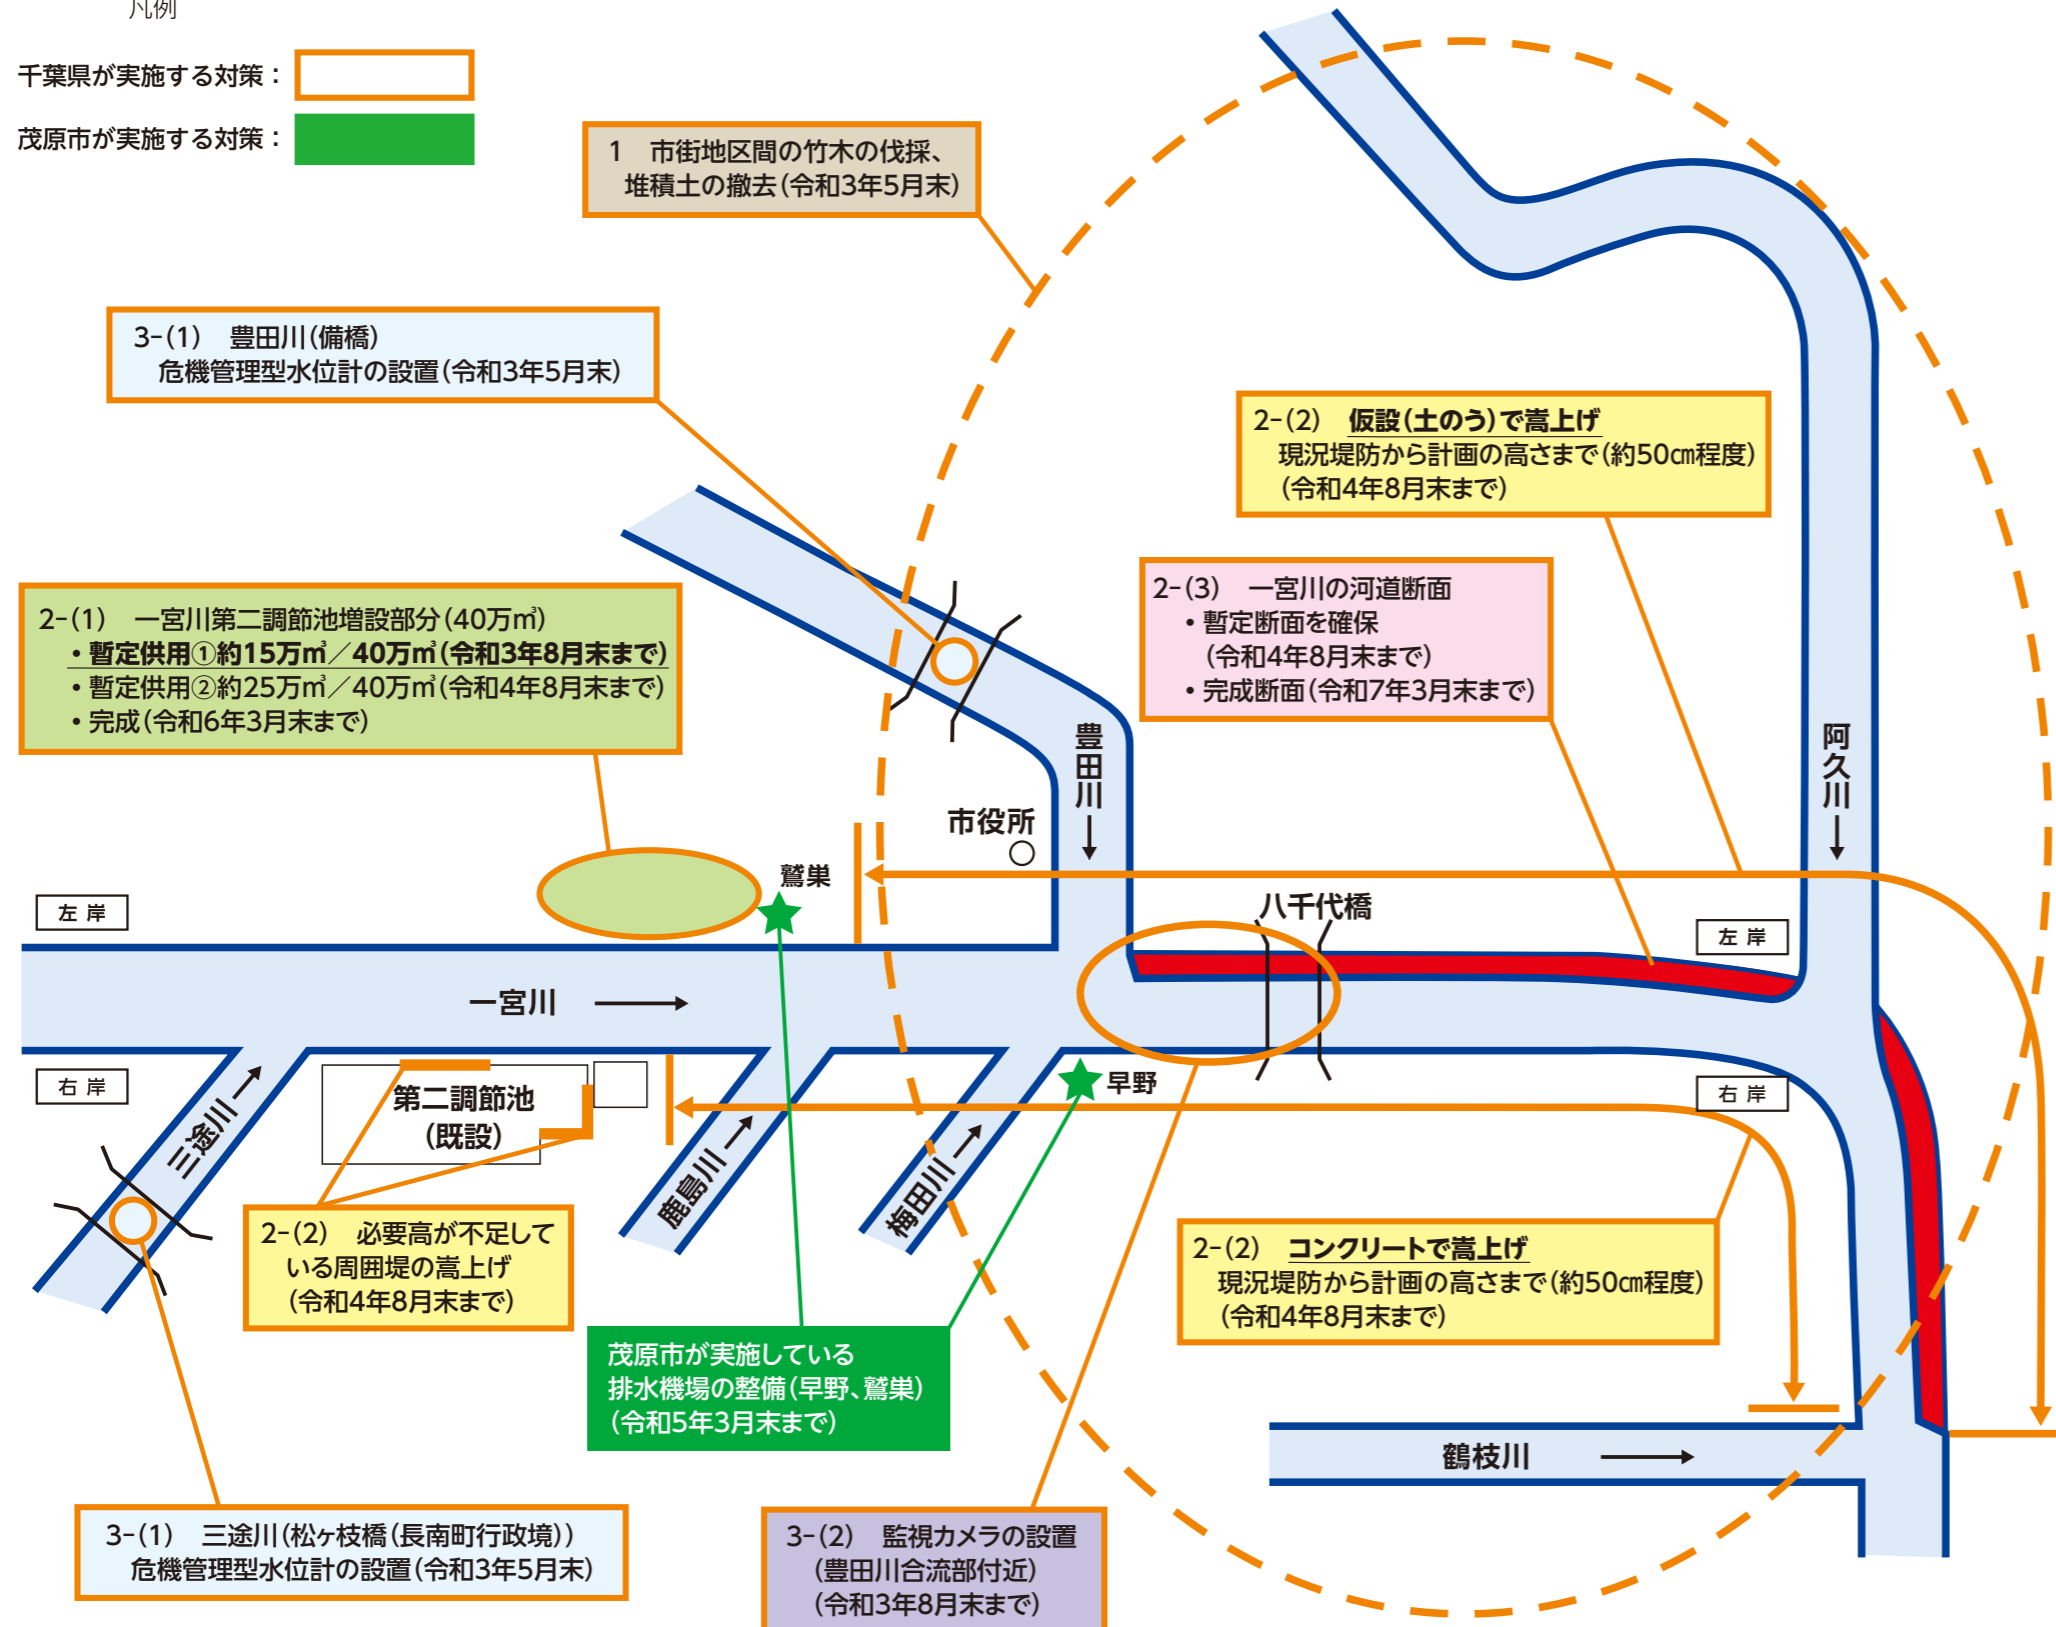 凡例
千葉県が実施する対策：
茂原市が実施する対策：
1　市街地区間の竹木の伐採、
堆積土の撤去（令和3年5月末）
3-（1）　豊田川（備橋）
危機管理型水位計の設置（令和3年5月末）
2-（2）　仮設（土のう）で嵩上げ
現況堤防から計画の高さまで（約50㎝程度）
（令和4年8月末まで）
2-（3）　一宮川の河道断面
・暫定断面を確保
（令和4年8月末まで）
・完成断面（令和7年3月末まで）
2-（1）　一宮川第二調節池増設部分（40万㎥）
・暫定供用①約15万㎥／40万㎥（令和3年8月末まで）
・暫定供用②約25万㎥／40万㎥（令和4年8月末まで）
・完成（令和6年3月末まで）
豊田川
阿久川
市役所
鷲巣
八千代橋
左岸
左岸
一宮川
右岸
右岸
第二調節池
（既設）
早野
三途川
鹿島川
梅田川
2-（2）　必要高が不足して
いる周囲堤の嵩上げ
（令和4年8月末まで）
2-（2）　コンクリートで嵩上げ
現況堤防から計画の高さまで（約50㎝程度）
（令和4年8月末まで）
茂原市が実施している
排水機場の整備（早野、鷲巣）
（令和5年3月末まで）
鶴枝川
3-（1）　三途川（松ヶ枝橋（長南町行政境））
危機管理型水位計の設置（令和3年5月末）
3-（2）　監視カメラの設置
（豊田川合流部付近）
（令和3年8月末まで）